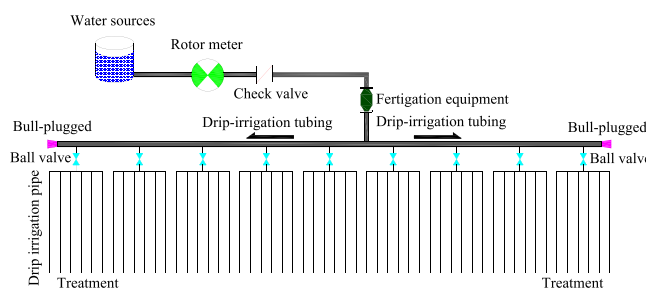 Water sources
Rotor meter
Check valve
Fertigation equipment
Drip-irrigation tubing
Drip-irrigation tubing
Bull-plugged
Bull-plugged
Ball valve
Ball valve
Drip irrigation pipe
Treatment
Treatment